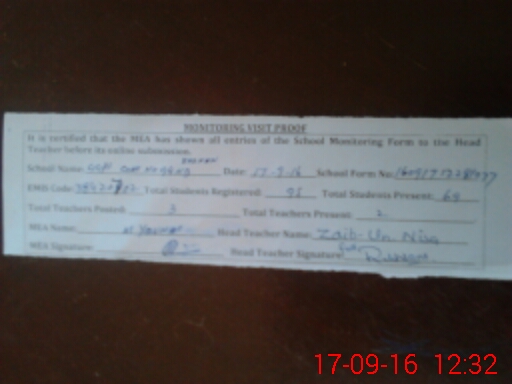 MONITORING VISIT PROOF
It is certified that the MEA has shown all entries of the School Monitoring Form to the Head
Teacher before its online submission.
School Name: Date: 17-9-16 School Form No:
EMIS Code: Total Students Registered: Total Students Present:
Total Teachers Posted: 3 Total Teachers Present: 2
MEA Name: Head Teacher Name: Zaib-Un Nisa
MEA Signature: Head Teacher Signature:
17-09-16 12:32